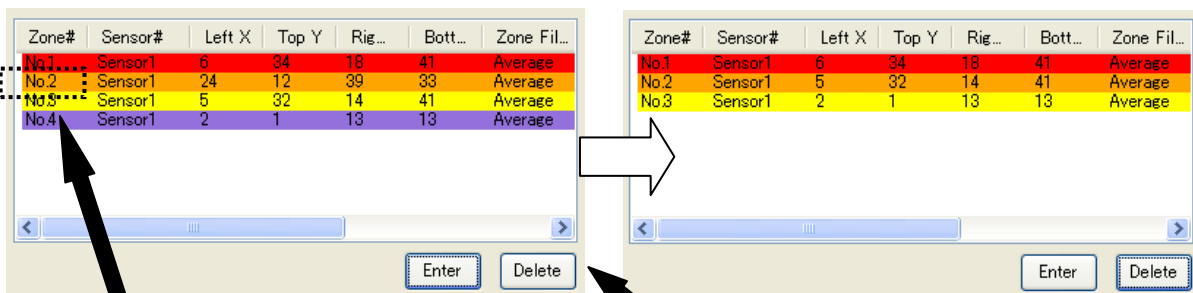 Zone# Sensor# Left X Top Y Rig... Bott... Zone Fil...
No.1 Sensor1 6 34 18 41 Average
No.2 Sensor1 24 12 39 33 Average
No.3 Sensor1 5 32 14 41 Average
No.4 Sensor1 2 1 13 13 Average
Enter Delete
Zone# Sensor# Left X Top Y Rig... Bott... Zone Fil...
No.1 Sensor1 6 34 18 41 Average
No.2 Sensor1 5 32 14 41 Average
No.3 Sensor1 2 1 13 13 Average
Enter Delete